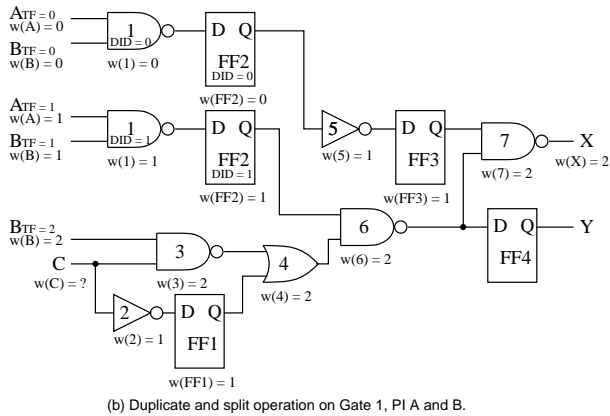 ATF = 0
w(A) = 0
BTF = 0
w(B) = 0
1
DID = 0
w(1) = 0
D Q
FF2
DID = 0
w(FF2) = 0
ATF = 1
w(A) = 1
BTF = 1
w(B) = 1
1
DID = 1
w(1) = 1
D Q
FF2
DID = 1
w(FF2) = 1
5
w(5) = 1
D Q
FF3
w(FF3) = 1
7
w(7) = 2
X
w(X) = 2
BTF = 2
w(B) = 2
C
w(C) = ?
3
w(3) = 2
4
w(4) = 2
6
w(6) = 2
D Q
FF4
Y
2
w(2) = 1
D Q
FF1
w(FF1) = 1
(b) Duplicate and split operation on Gate 1, PI A and B.